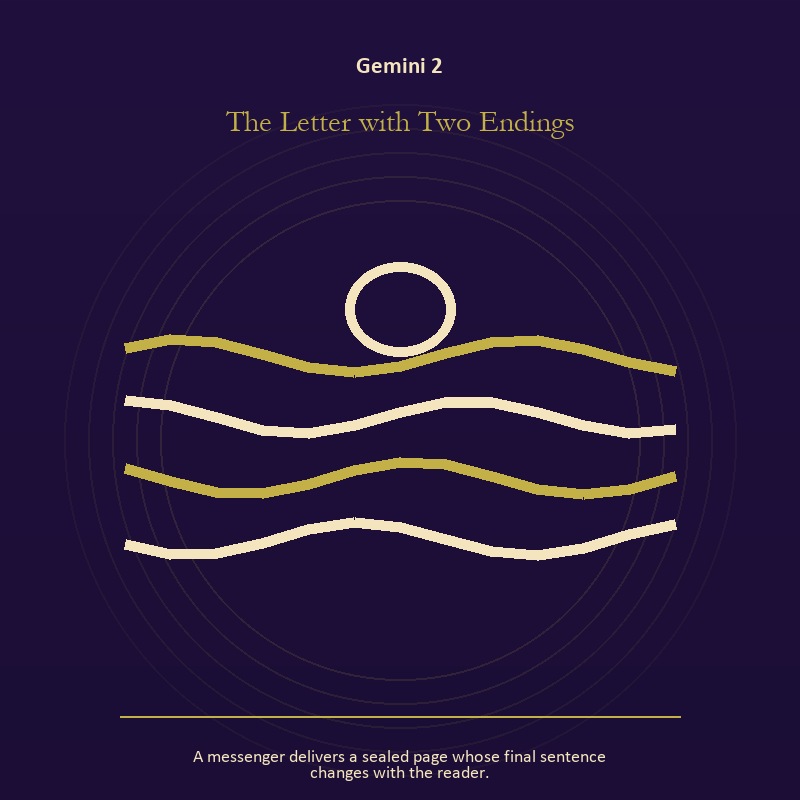 Gemini 2
The Letter with Two Endings
A messenger delivers a sealed page whose final sentence
changes with the reader.